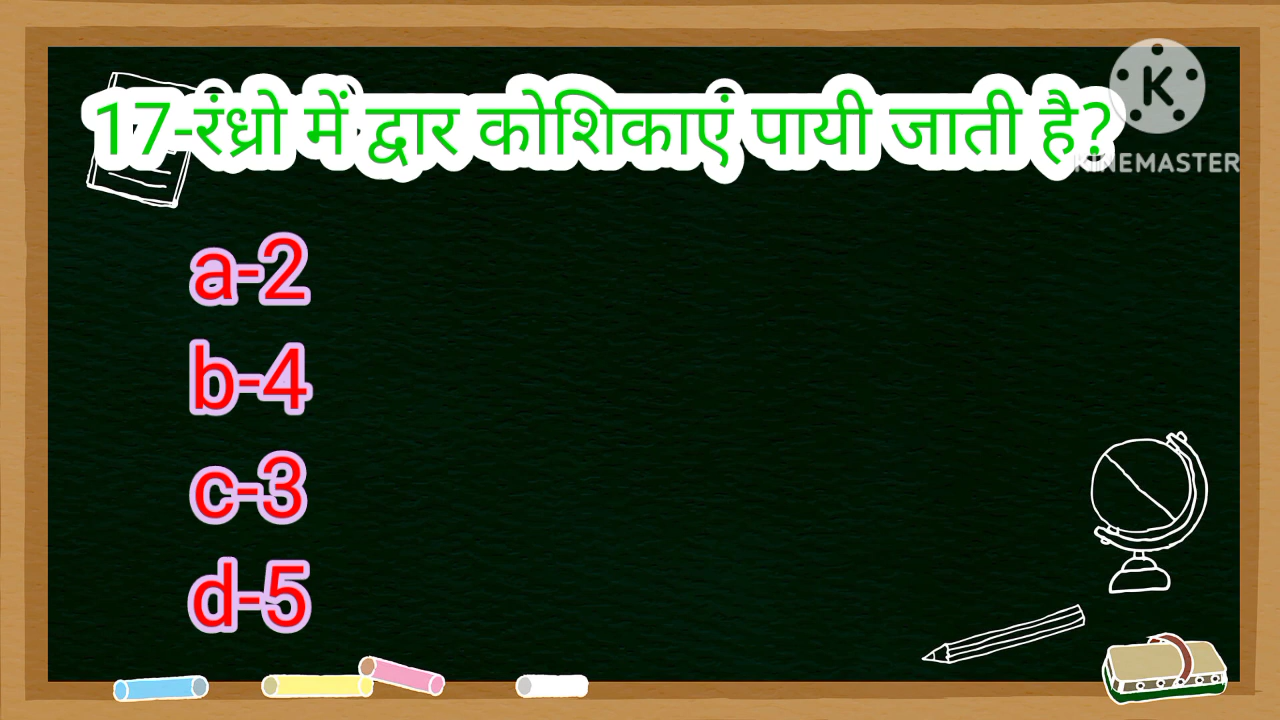 17-रंध्रो में द्वार कोशिकाएं पायी जाती है?
K
KINEMASTER
a-2
b-4
c-3
d-5